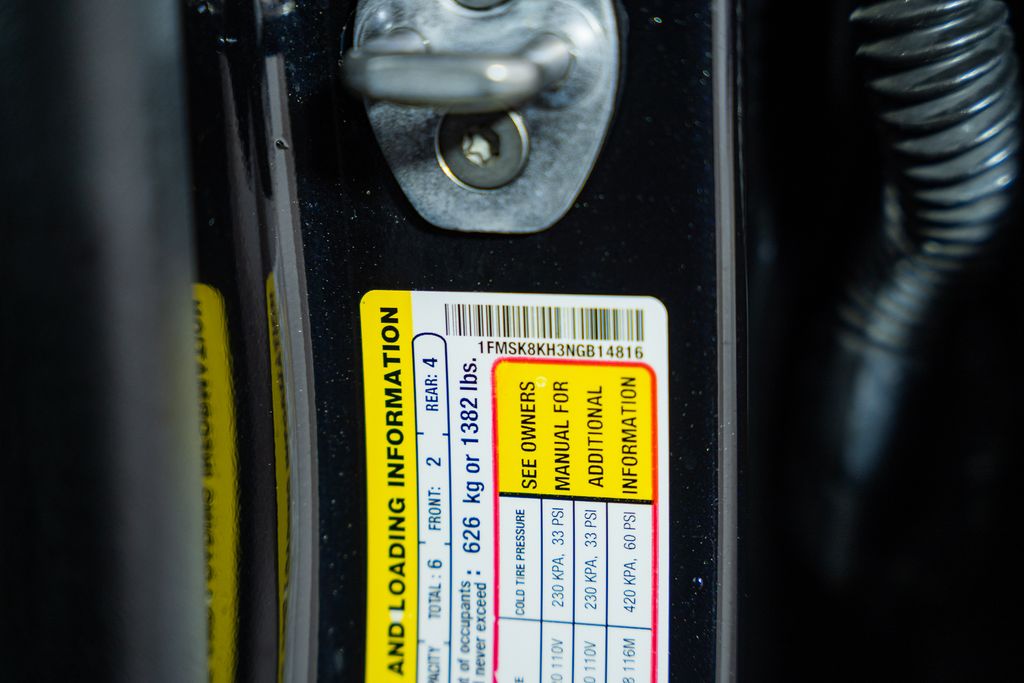 1FMSK8KH3NGB14816
AND LOADING INFORMATION
TOTAL: 6 FRONT: 2 REAR: 4
of occupants
never exceed: 626 kg or 1382 lbs.
SEE OWNERS
MANUAL FOR
ADDITIONAL
INFORMATION
COLD TIRE PRESSURE
110V 230 KPA, 33 PSI
110V 230 KPA, 33 PSI
116M 420 KPA, 60 PSI